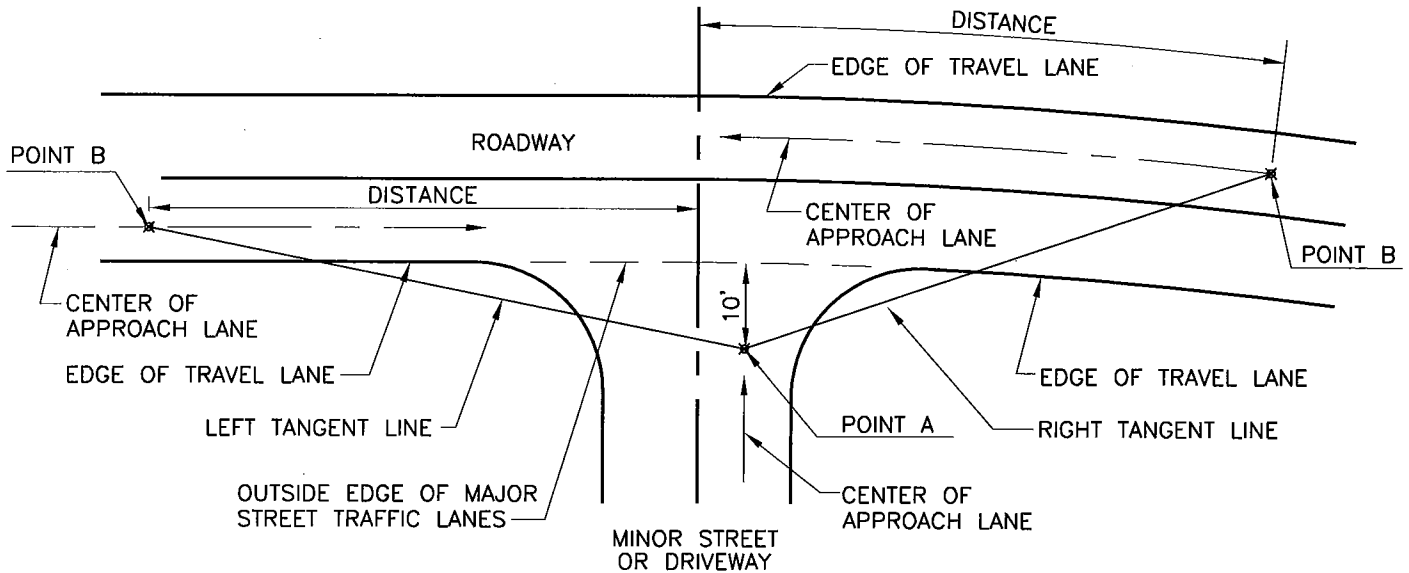 DISTANCE
EDGE OF TRAVEL LANE
ROADWAY
POINT B
DISTANCE
CENTER OF
APPROACH LANE
POINT B
CENTER OF
APPROACH LANE
10'
EDGE OF TRAVEL LANE
EDGE OF TRAVEL LANE
LEFT TANGENT LINE
POINT A
RIGHT TANGENT LINE
OUTSIDE EDGE OF MAJOR
STREET TRAFFIC LANES
CENTER OF
APPROACH LANE
MINOR STREET
OR DRIVEWAY